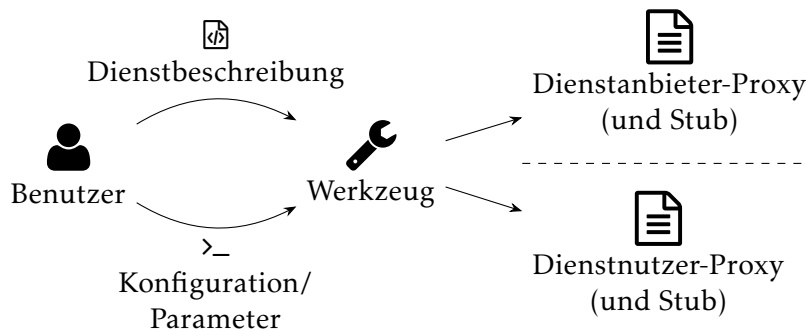 Dienstbeschreibung
Benutzer
Konfiguration/
Parameter
Werkzeug
Dienstanbieter-Proxy
(und Stub)
Dienstnutzer-Proxy
(und Stub)